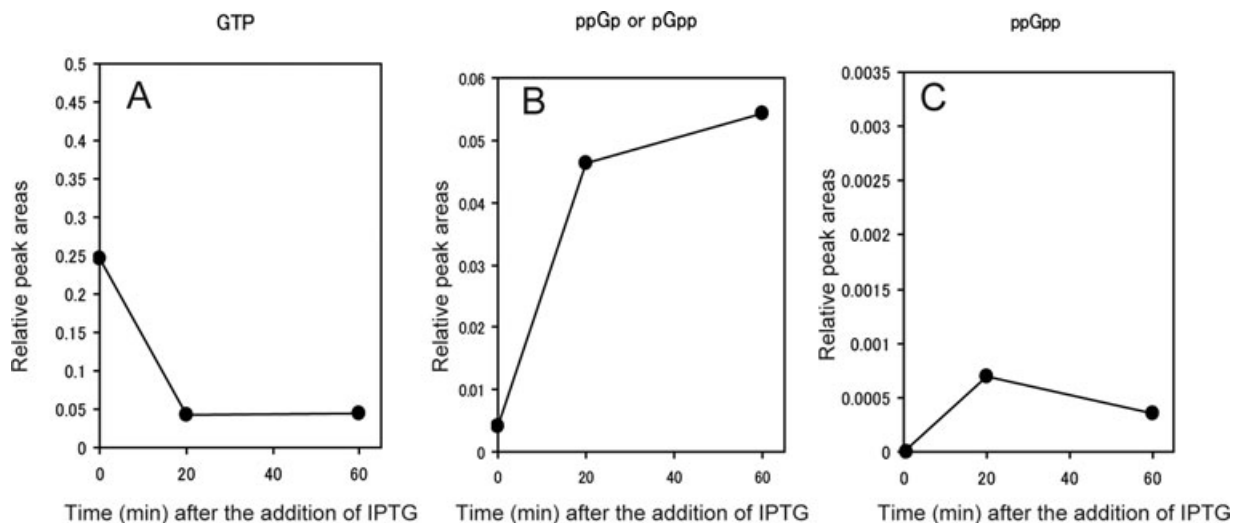 GTP
Relative peak areas
0.5
0.45
0.4
0.35
0.3
0.25
0.2
0.15
0.1
0.05
0
A
0 20 40 60
Time (min) after the addition of IPTG
ppGp or pGpp
Relative peak areas
0.06
0.05
0.04
0.03
0.02
0.01
0
B
0 20 40 60
Time (min) after the addition of IPTG
ppGpp
Relative peak areas
0.0035
0.003
0.0025
0.002
0.0015
0.001
0.0005
0
C
0 20 40 60
Time (min) after the addition of IPTG